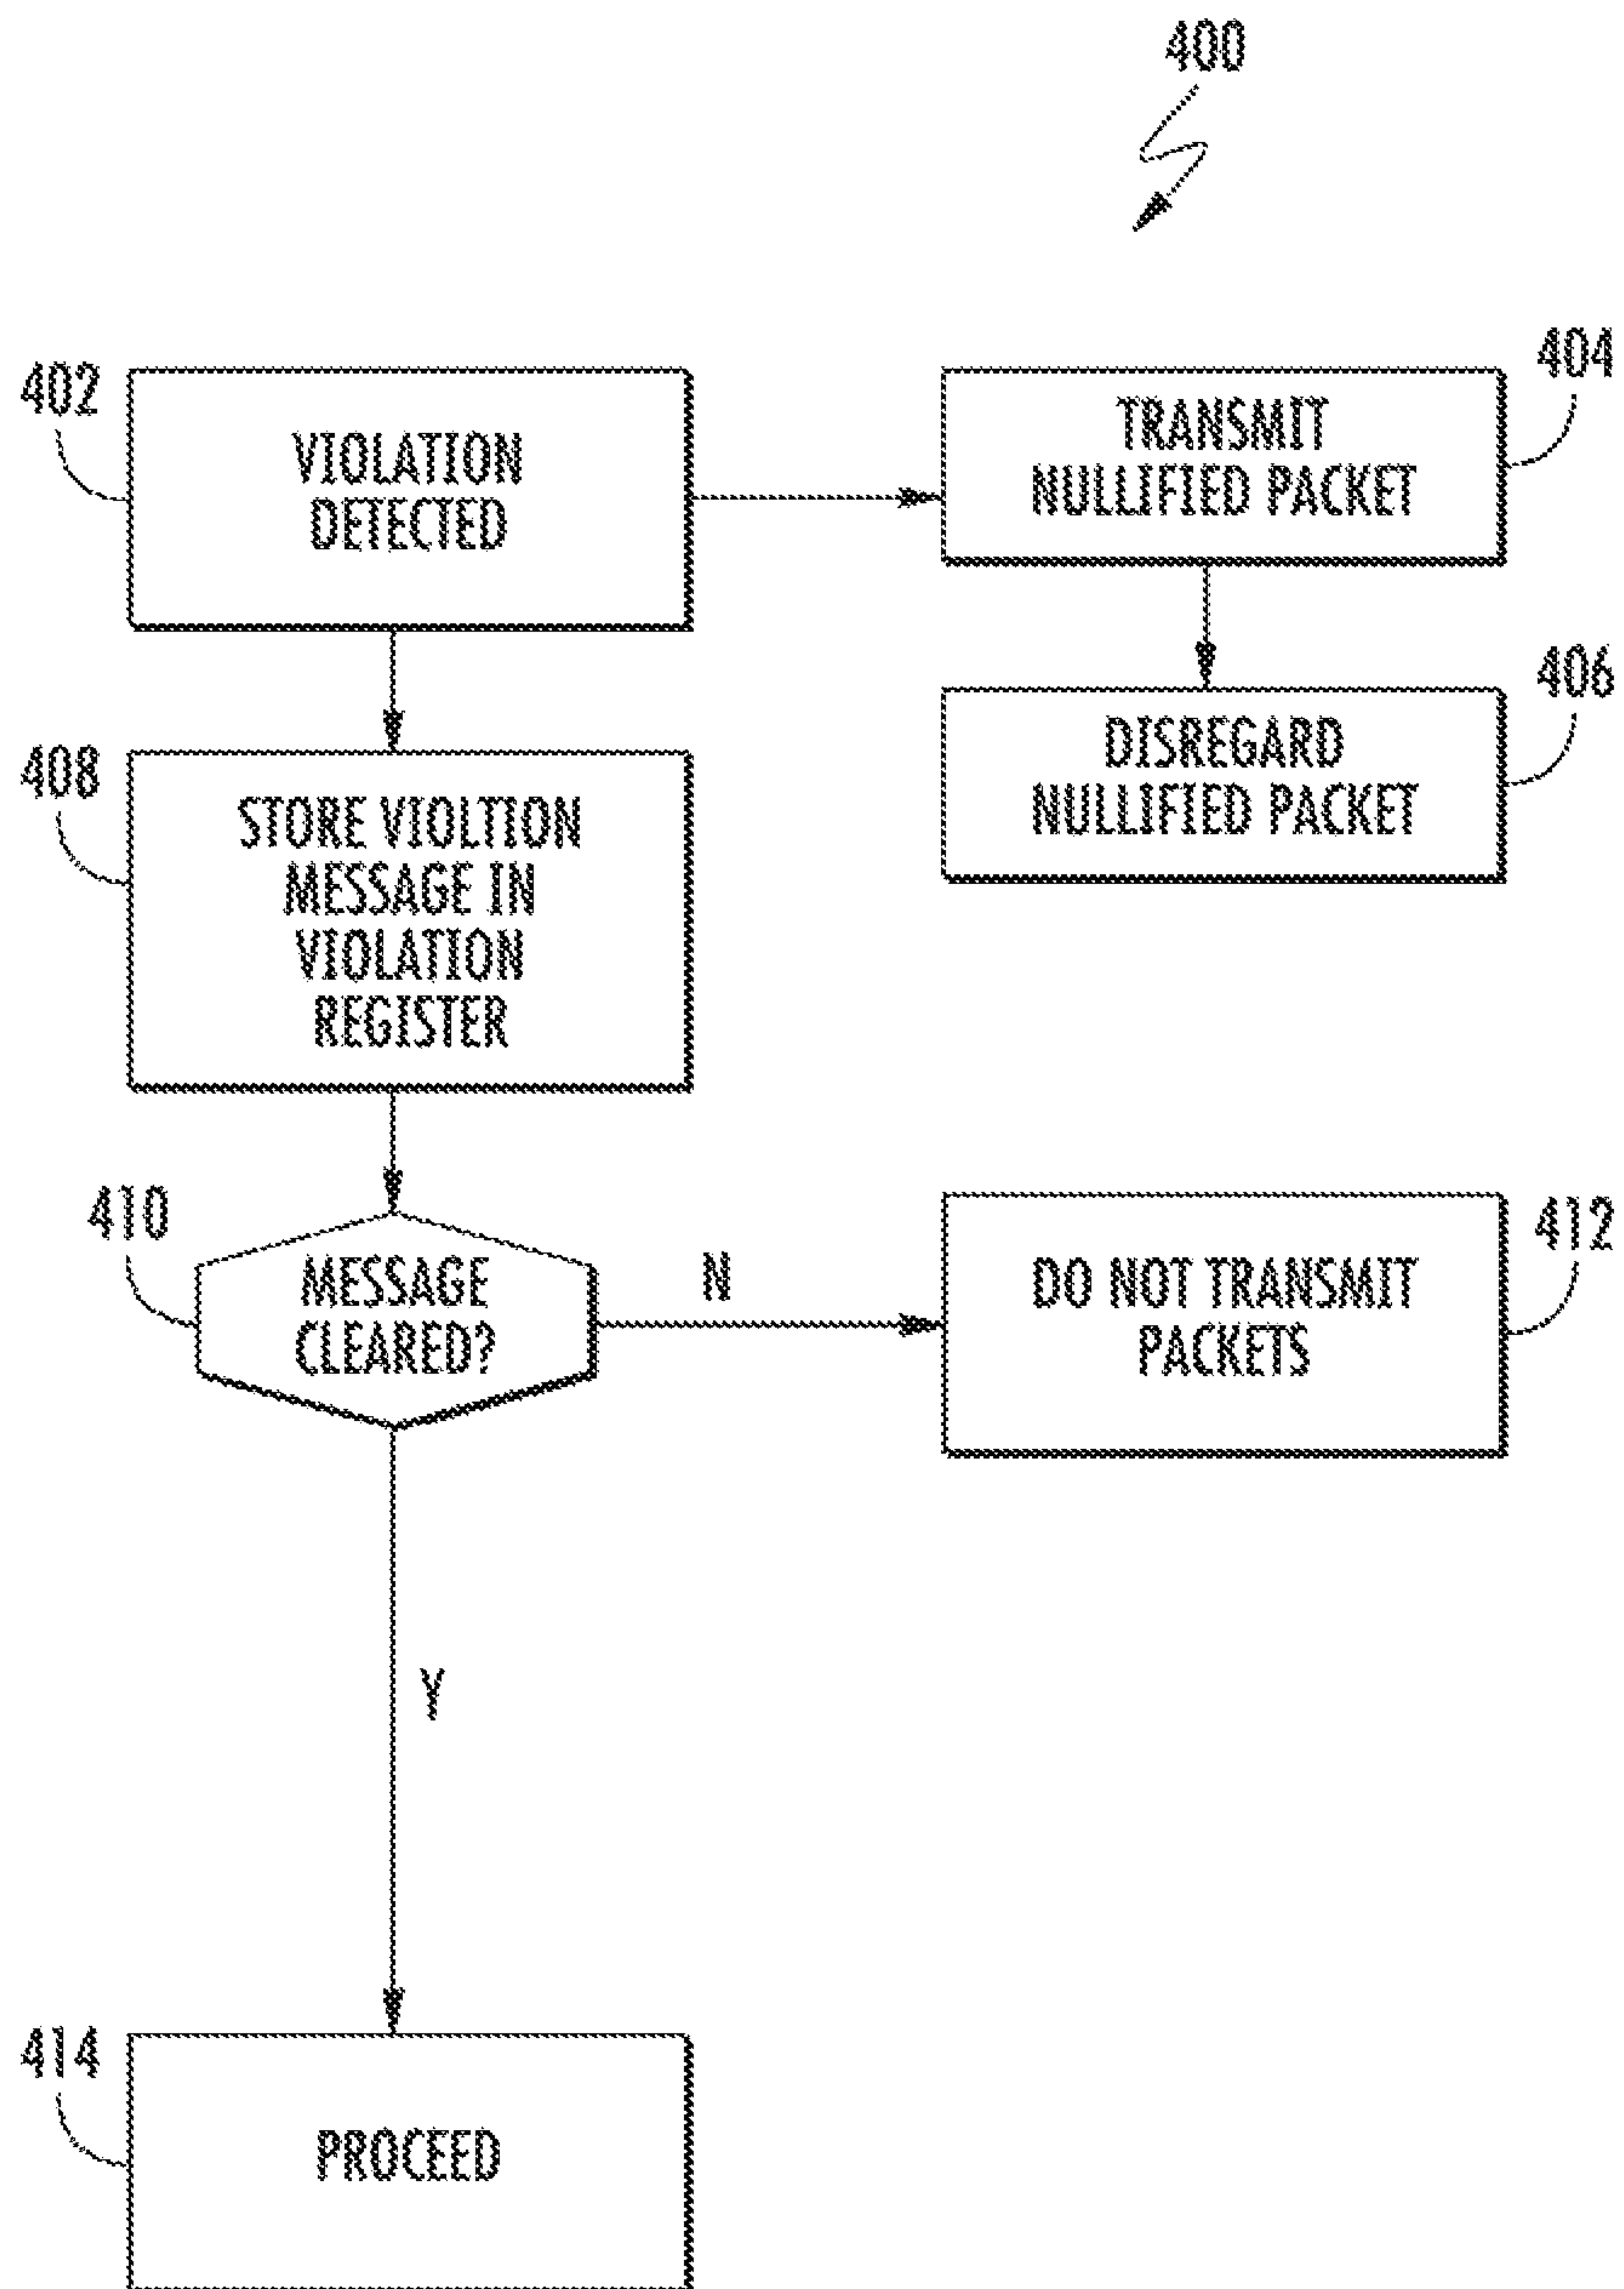 400
402
VIOLATION
DETECTED
404
TRANSMIT
NULLIFIED PACKET
406
DISREGARD
NULLIFIED PACKET
408
STORE VIOLTION
MESSAGE IN
VIOLATION
REGISTER
410
MESSAGE
CLEARED?
N
412
DO NOT TRANSMIT
PACKETS
Y
414
PROCEED